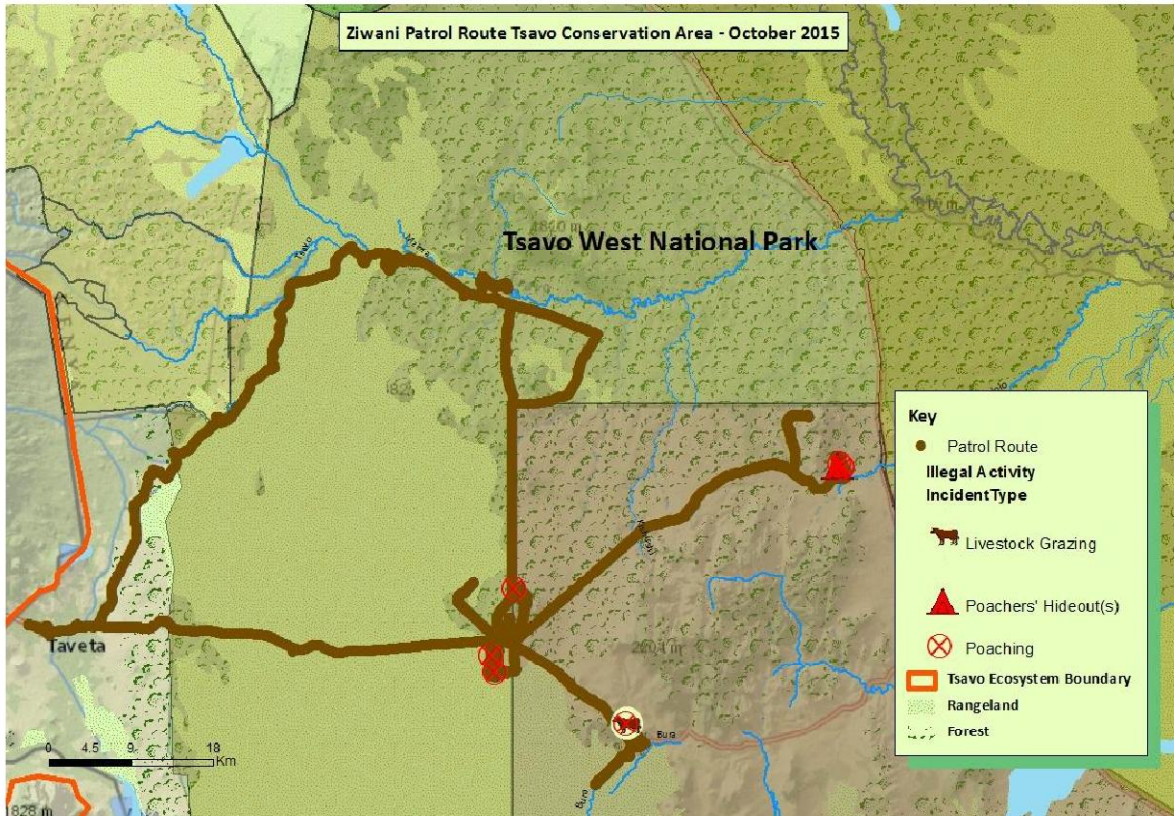 Ziwani Patrol Route Tsavo Conservation Area - October 2015
Tsavo West National Park
Tsavo
Taveta
Bura
Bura
0 4.5 9 18
Km
1828 m
Key
Patrol Route
Illegal Activity
IncidentType
Livestock Grazing
Poachers' Hideout(s)
Poaching
Tsavo Ecosystem Boundary
Rangeland
Forest